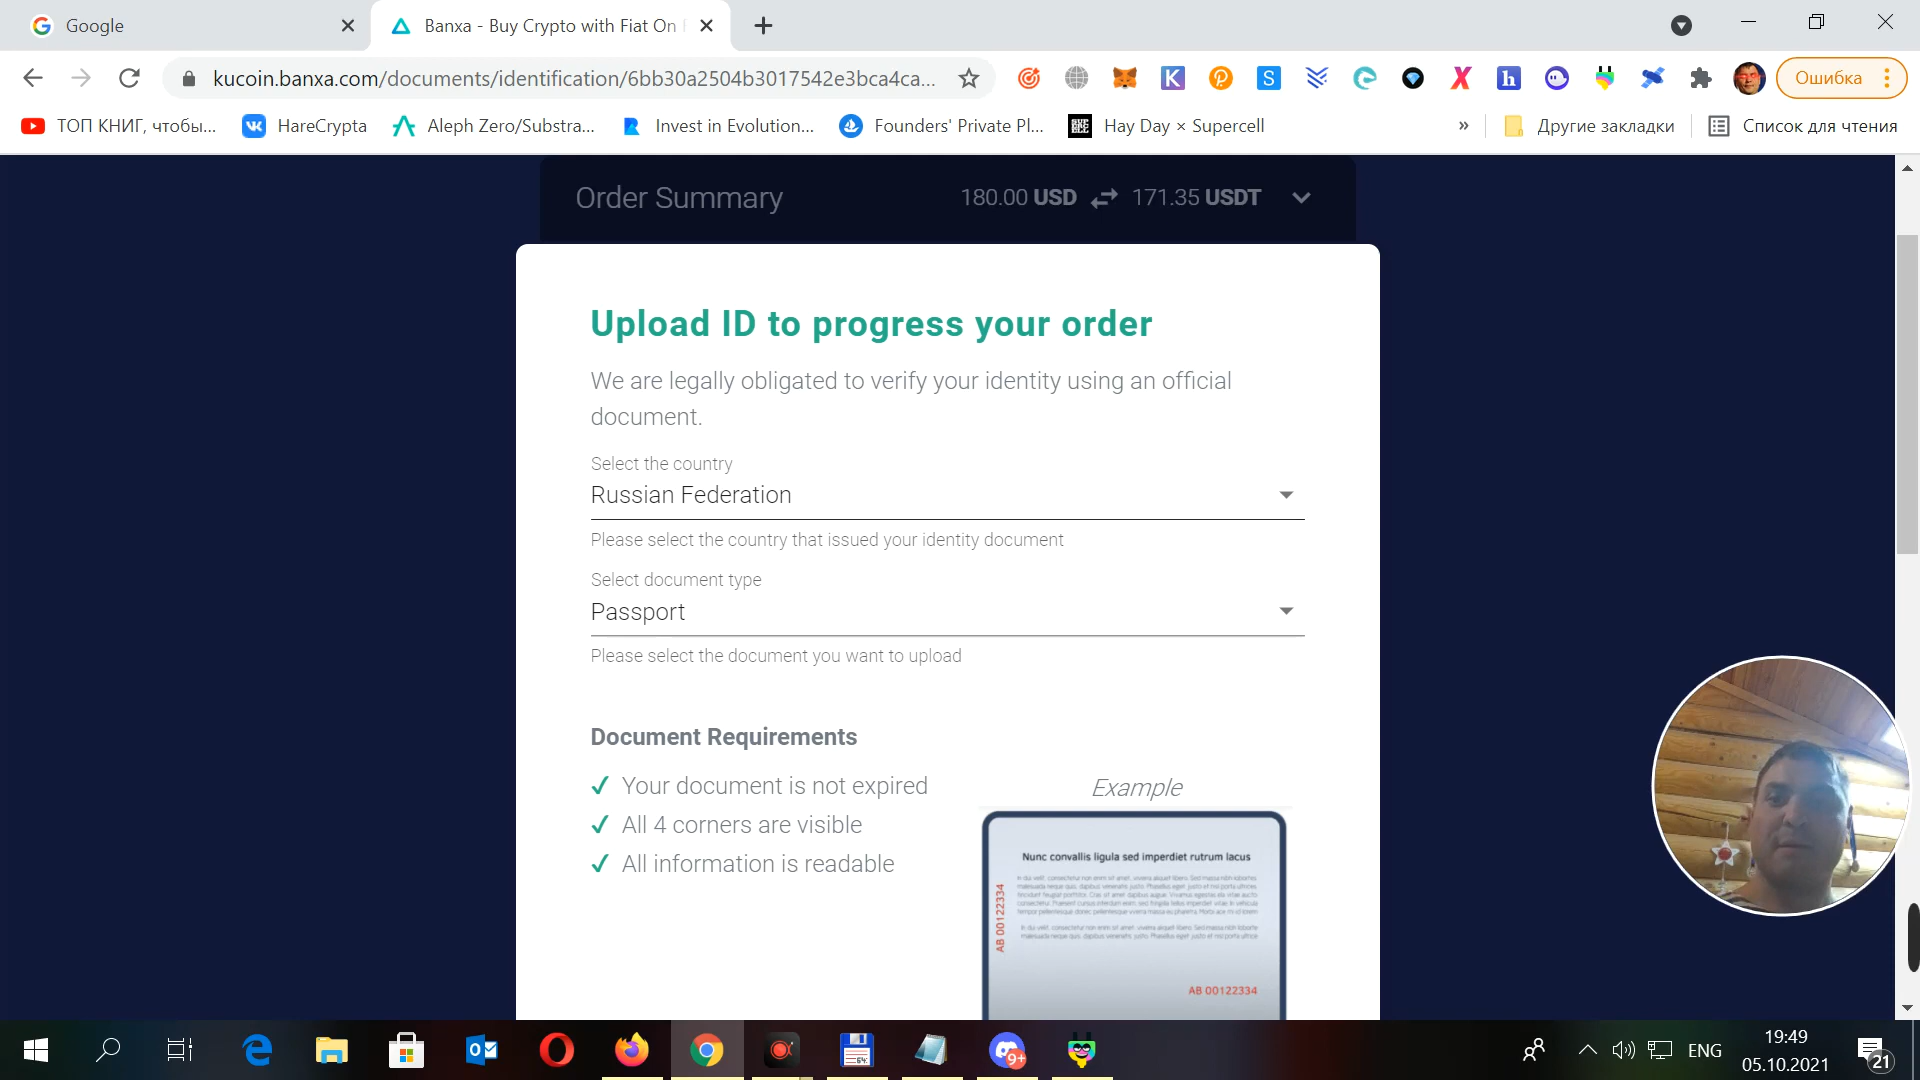 Google
Banxa - Buy Crypto with Fiat On
kucoin.banxa.com/documents/identification/6bb30a2504b3017542e3bca4ca...
Ошибка
ТОП КНИГ, чтобы...
HareCrypta
Aleph Zero/Substra...
Invest in Evolution...
Founders' Private Pl...
Hay Day × Supercell
»
Другие закладки
Список для чтения
Order Summary
180.00 USD
171.35 USDT
Upload ID to progress your order
We are legally obligated to verify your identity using an official
document.
Select the country
Russian Federation
Please select the country that issued your identity document
Select document type
Passport
Please select the document you want to upload
Document Requirements
Your document is not expired
All 4 corners are visible
All information is readable
Example
Nunc convallis ligula sed imperdiet rutrum lacus
AB 00122334
AB 00122334
9+
ENG
19:49
05.10.2021
21